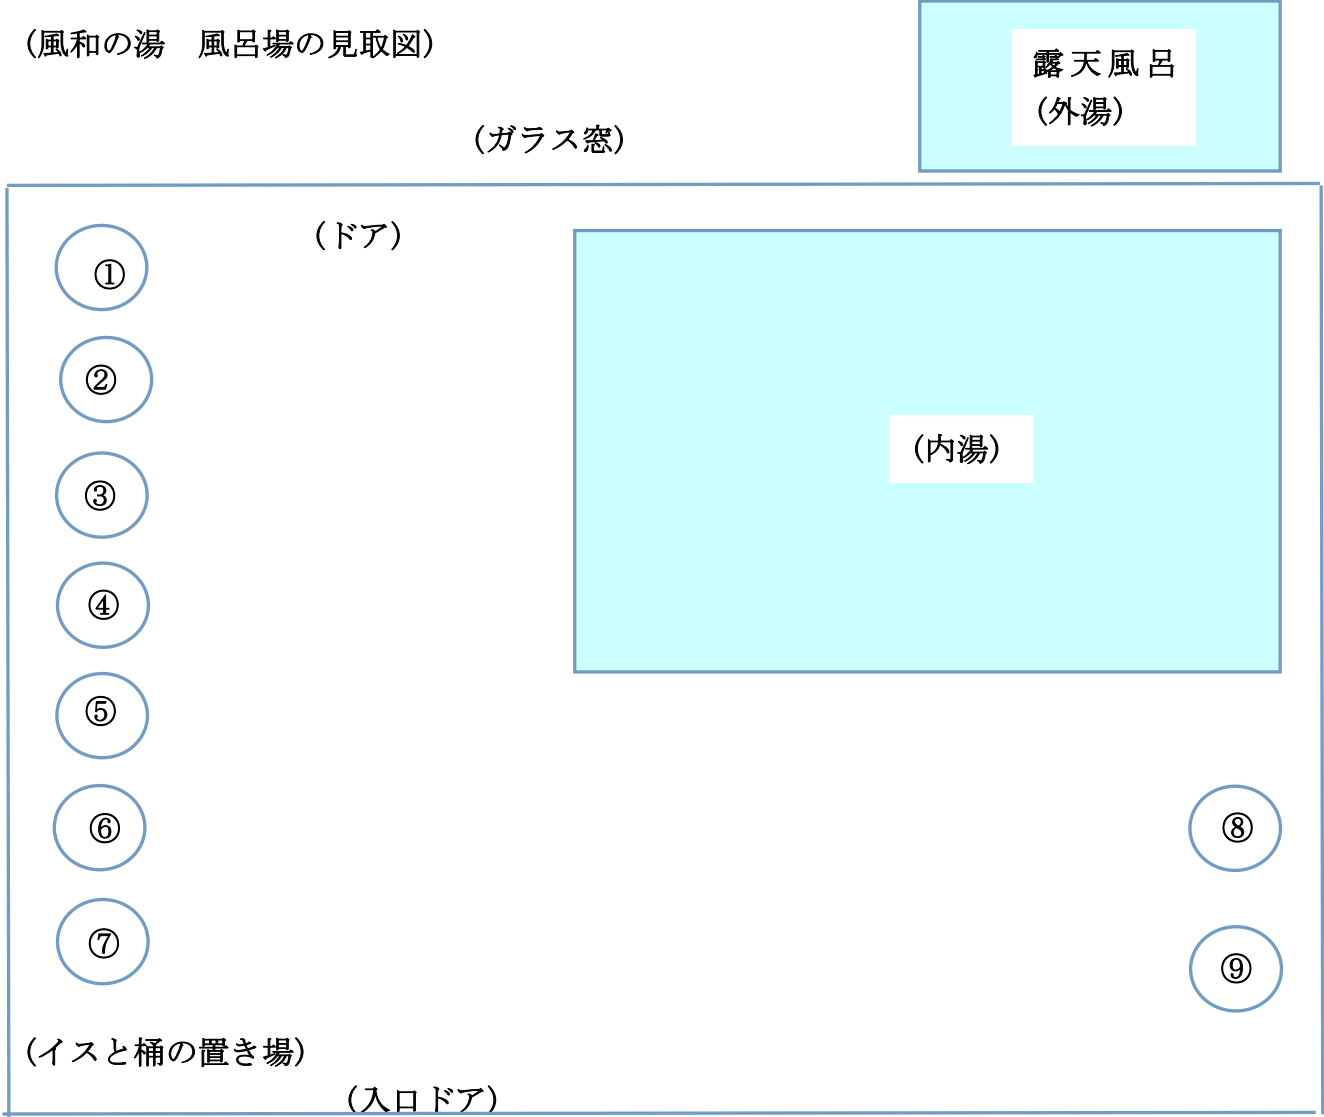 (風和の湯　風呂場の見取図)
露天風呂
(外湯)
(ガラス窓)
(ドア)
①
②
③
(内湯)
④
⑤
⑥
⑧
⑦
⑨
(イスと桶の置き場)
(入口ドア)